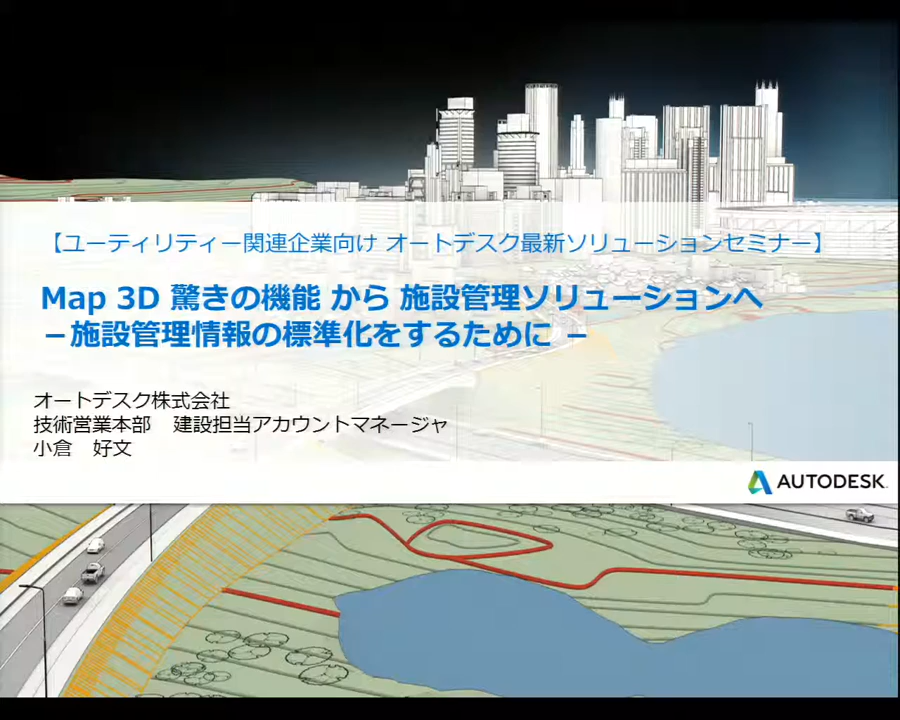 【ユーティリティー関連企業向け オートデスク最新ソリューションセミナー】
Map 3D 驚きの機能 から 施設管理ソリューションへ
－施設管理情報の標準化をするために －
オートデスク株式会社
技術営業本部　建設担当アカウントマネージャ
小倉　好文
AUTODESK.